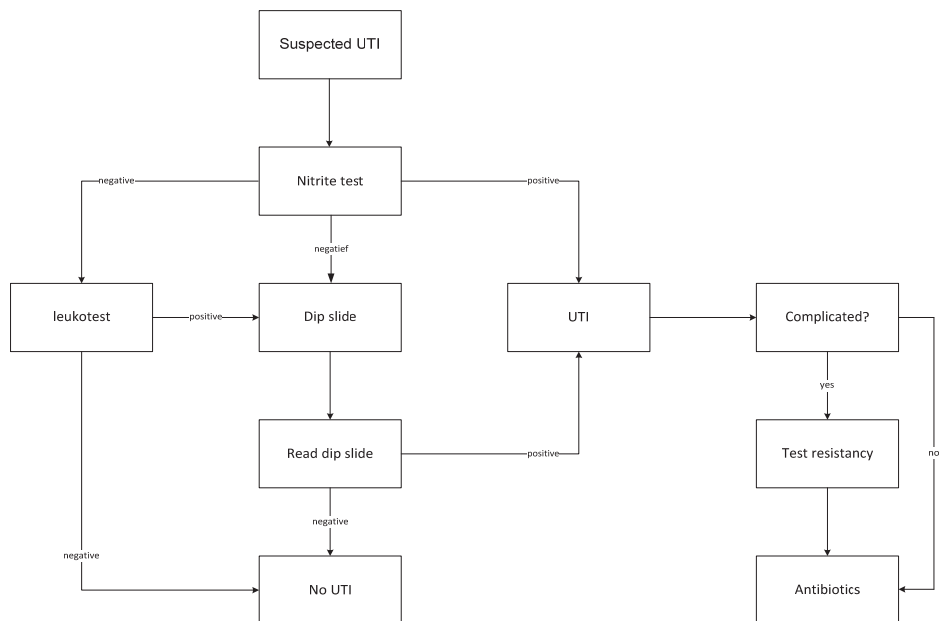 Suspected UTI
negative
Nitrite test
positive
negatief
leukotest
positive
Dip slide
UTI
Complicated?
yes
Read dip slide
positive
Test resistancy
no
negative
negative
No UTI
Antibiotics